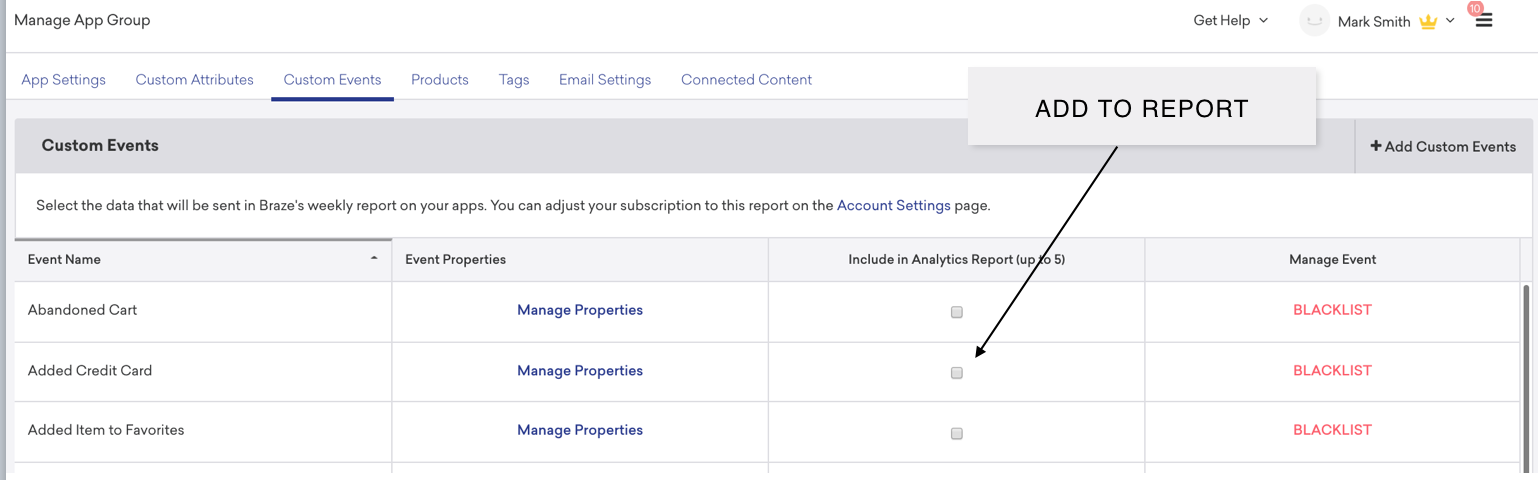 Manage App Group
Get Help
Mark Smith
10
App Settings Custom Attributes Custom Events Products Tags Email Settings Connected Content
ADD TO REPORT
Custom Events
+ Add Custom Events
Select the data that will be sent in Braze's weekly report on your apps. You can adjust your subscription to this report on the Account Settings page.
Event Name Event Properties Include in Analytics Report (up to 5) Manage Event
Abandoned Cart Manage Properties BLACKLIST
Added Credit Card Manage Properties BLACKLIST
Added Item to Favorites Manage Properties BLACKLIST